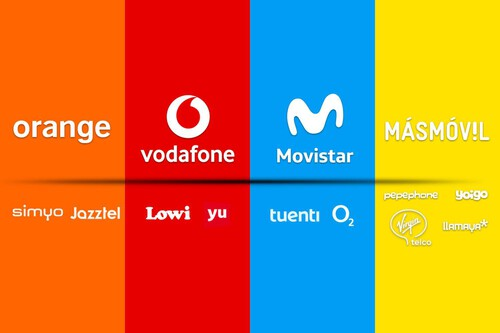 orange
vodafone
Movistar
MÁSMÓV!L
simyo Jazztel
Lowi yu
tuenti O2
pepephone yoigo
Virgin telco
llamaya*